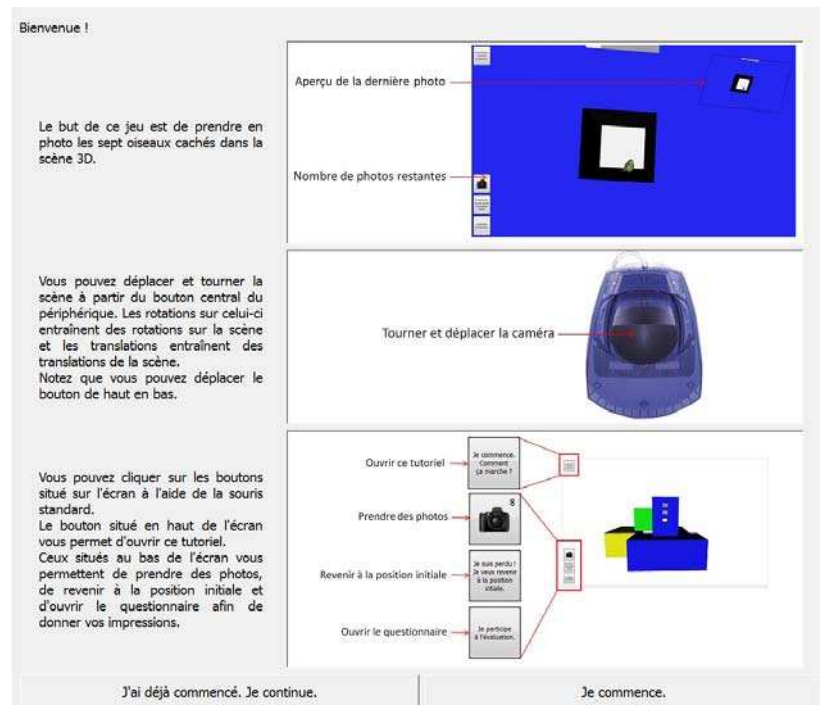 Bienvenue !
Le but de ce jeu est de prendre en
photo les sept oiseaux cachés dans la
scène 3D.
Aperçu de la dernière photo
Nombre de photos restantes
Vous pouvez déplacer et tourner la
scène à partir du bouton central du
périphérique. Les rotations sur celui-ci
entraînent des rotations sur la scène
et les translations entraînent des
translations de la scène.
Notez que vous pouvez déplacer le
bouton de haut en bas.
Tourner et déplacer la caméra
Vous pouvez cliquer sur les boutons
situé sur l'écran à l'aide de la souris
standard.
Le bouton situé en haut de l'écran
vous permet d'ouvrir ce tutoriel.
Ceux situés au bas de l'écran vous
permettent de prendre des photos,
de revenir à la position initiale et
d'ouvrir le questionnaire afin de
donner vos impressions.
Ouvrir ce tutoriel
Je commence.
Comment
ça marche ?
Prendre des photos
8
Revenir à la position initiale
Je suis perdu !
Je veux revenir
à la position
intiale.
Ouvrir le questionnaire
Je participe
à l'évaluation.
J'ai déjà commencé. Je continue.
Je commence.